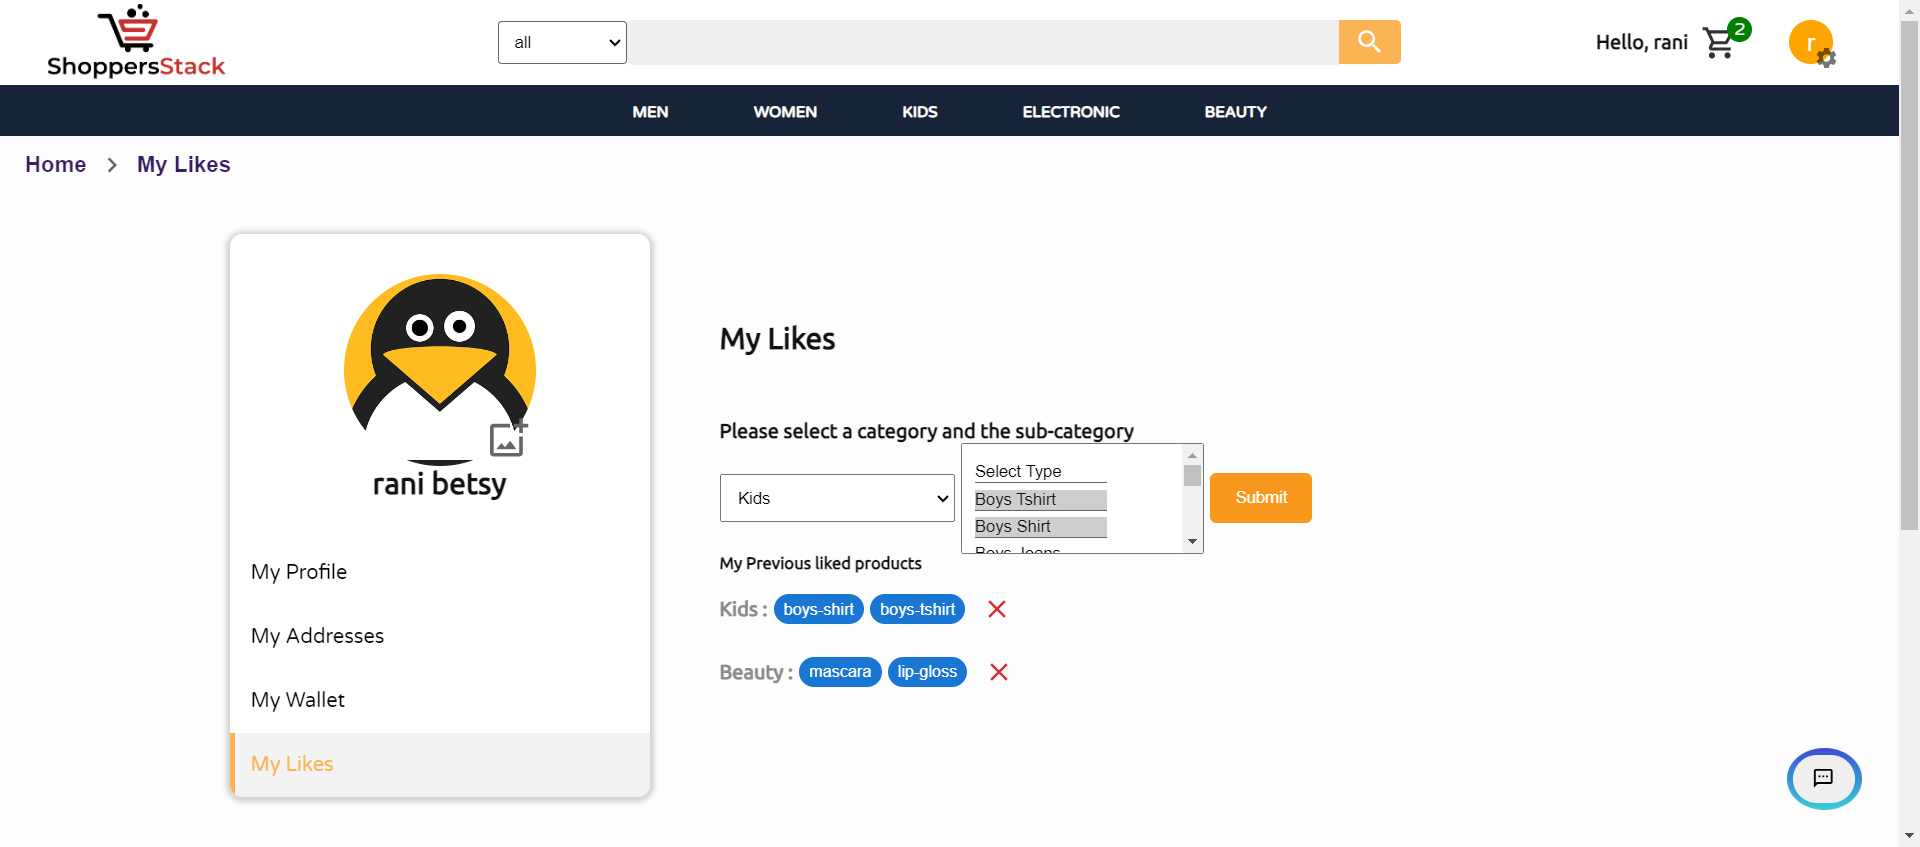 ShoppersStack
all
Hello, rani
2
r
MEN WOMEN KIDS ELECTRONIC BEAUTY
Home > My Likes
rani betsy
My Profile
My Addresses
My Wallet
My Likes
My Likes
Please select a category and the sub-category
Kids
Select Type
Boys Tshirt
Boys Shirt
Boys Jeans
Submit
My Previous liked products
Kids : boys-shirt boys-tshirt
Beauty : mascara lip-gloss